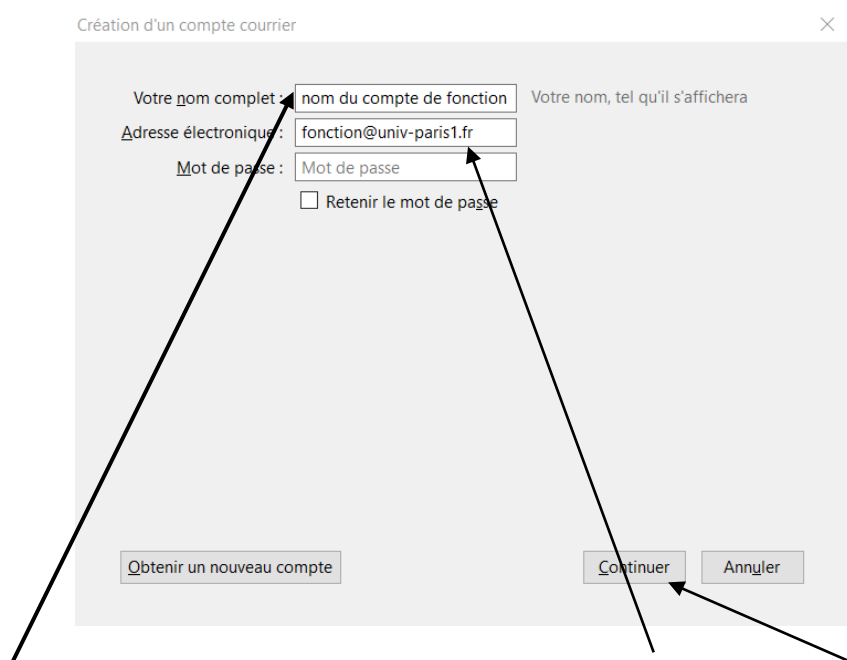 Création d'un compte courrier
Votre nom complet : nom du compte de fonction Votre nom, tel qu'il s'affichera
Adresse électronique : fonction@univ-paris1.fr
Mot de passe : Mot de passe
Retenir le mot de passe
Obtenir un nouveau compte Continuer Annuler